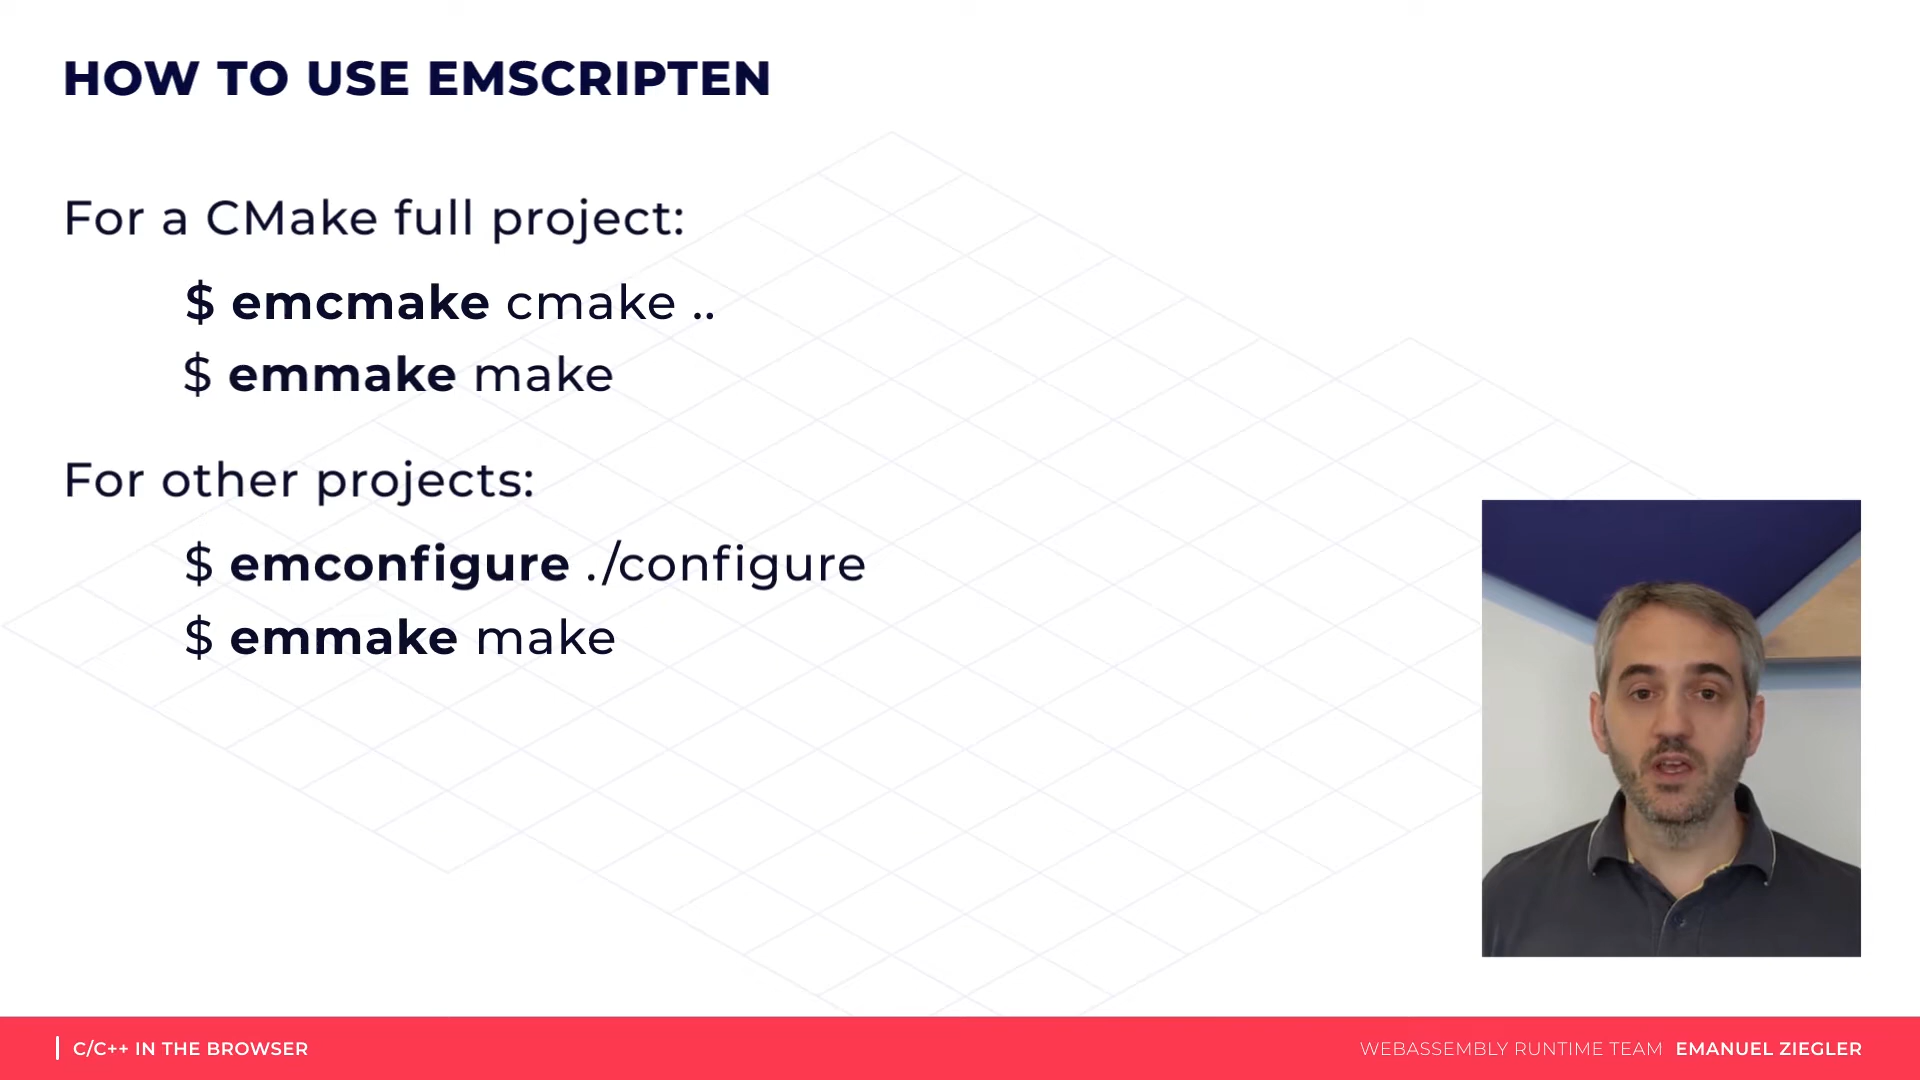 HOW TO USE EMSCRIPTEN
For a CMake full project:
$ emcmake cmake ..
$ emmake make
For other projects:
$ emconfigure ./configure
$ emmake make
C/C++ IN THE BROWSER
WEBASSEMBLY RUNTIME TEAM EMANUEL ZIEGLER